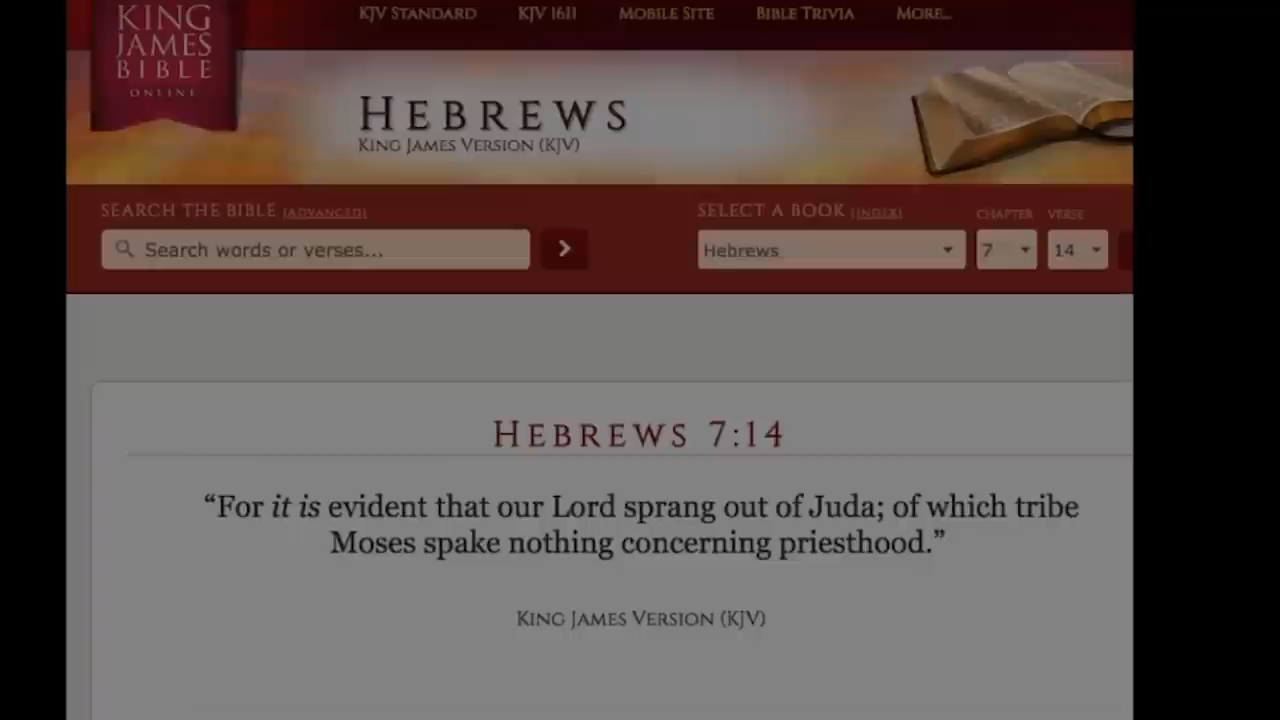 KING
JAMES
BIBLE
ONLINE
KJV STANDARD KJV 1611 MOBILE SITE BIBLE TRIVIA MORE...
HEBREWS
KING JAMES VERSION (KJV)
SEARCH THE BIBLE [ADVANCED]
Search words or verses...
SELECT A BOOK [INDEX] CHAPTER VERSE
Hebrews 7 14
HEBREWS 7:14
“For it is evident that our Lord sprang out of Juda; of which tribe
Moses spake nothing concerning priesthood.”
KING JAMES VERSION (KJV)